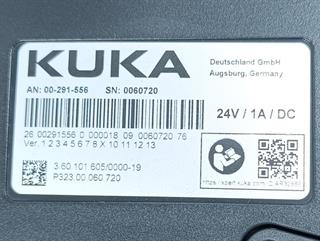 KUKA
Deutschland GmbH
Augsburg, Germany
AN: 00-291-556 SN: 0060720
24V / 1A / DC
26 00291556 0 000018 09 0060720 76
Ver. 1 2 3 4 5 6 7 8 X 10 11 12 13
3.60 101 605/0000-19
P323.00 060 720